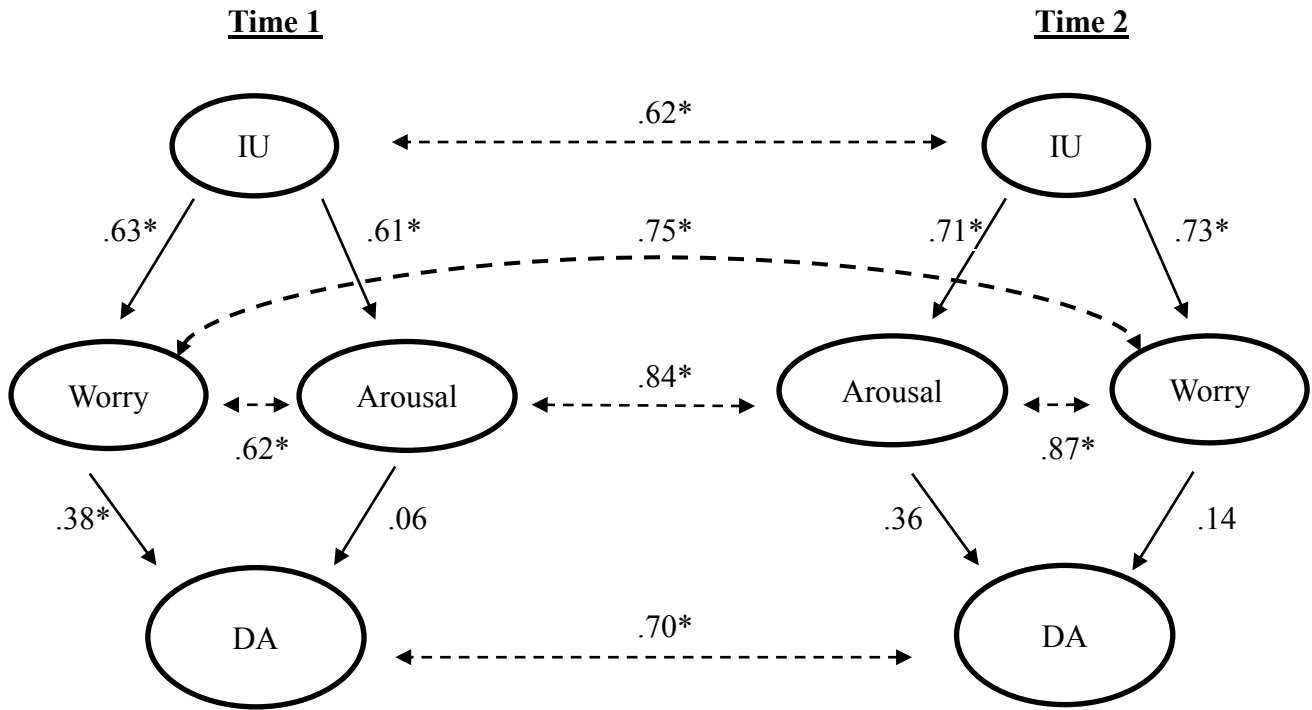 Time 1 Time 2
IU .62* IU
.63* .61* .75* .71* .73*
Worry Arousal .84* Arousal Worry
.62* .87*
.38* .06 .36 .14
DA .70* DA